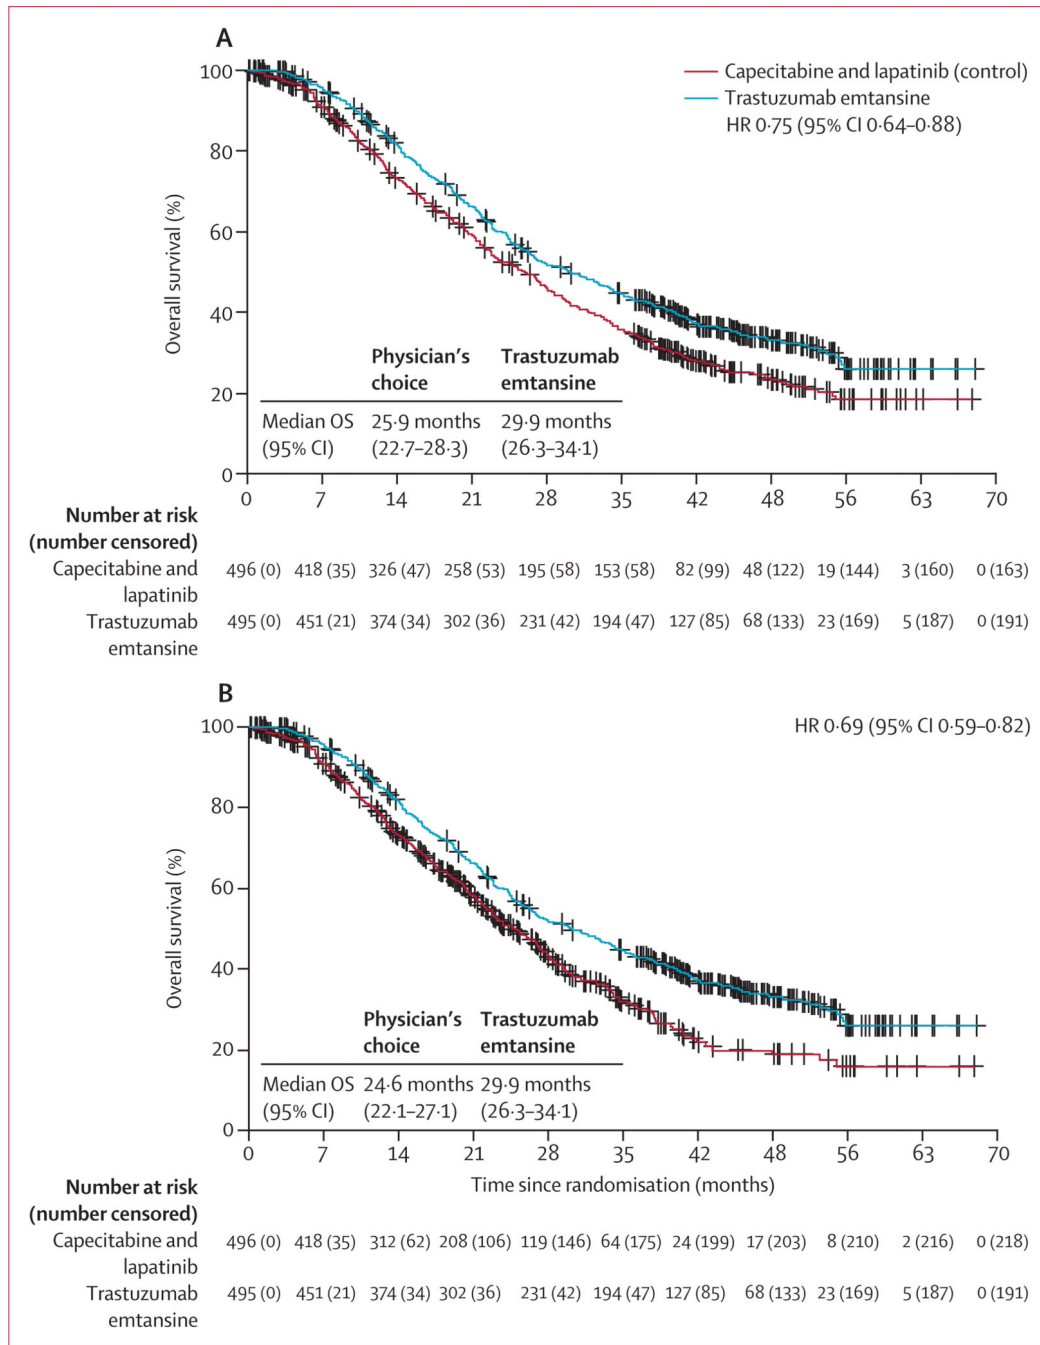 A
Capecitabine and lapatinib (control)
Trastuzumab emtansine
HR 0·75 (95% CI 0·64–0·88)
Overall survival (%)
100
80
60
40
20
0
Physician's choice Trastuzumab emtansine
Median OS (95% CI) 25·9 months (22·7–28·3) 29·9 months (26·3–34·1)
0 7 14 21 28 35 42 48 56 63 70
Number at risk
(number censored)
Capecitabine and lapatinib 496 (0) 418 (35) 326 (47) 258 (53) 195 (58) 153 (58) 82 (99) 48 (122) 19 (144) 3 (160) 0 (163)
Trastuzumab emtansine 495 (0) 451 (21) 374 (34) 302 (36) 231 (42) 194 (47) 127 (85) 68 (133) 23 (169) 5 (187) 0 (191)
B
HR 0·69 (95% CI 0·59–0·82)
Overall survival (%)
100
80
60
40
20
0
Physician's choice Trastuzumab emtansine
Median OS (95% CI) 24·6 months (22·1–27·1) 29·9 months (26·3–34·1)
0 7 14 21 28 35 42 48 56 63 70
Time since randomisation (months)
Number at risk
(number censored)
Capecitabine and lapatinib 496 (0) 418 (35) 312 (62) 208 (106) 119 (146) 64 (175) 24 (199) 17 (203) 8 (210) 2 (216) 0 (218)
Trastuzumab emtansine 495 (0) 451 (21) 374 (34) 302 (36) 231 (42) 194 (47) 127 (85) 68 (133) 23 (169) 5 (187) 0 (191)